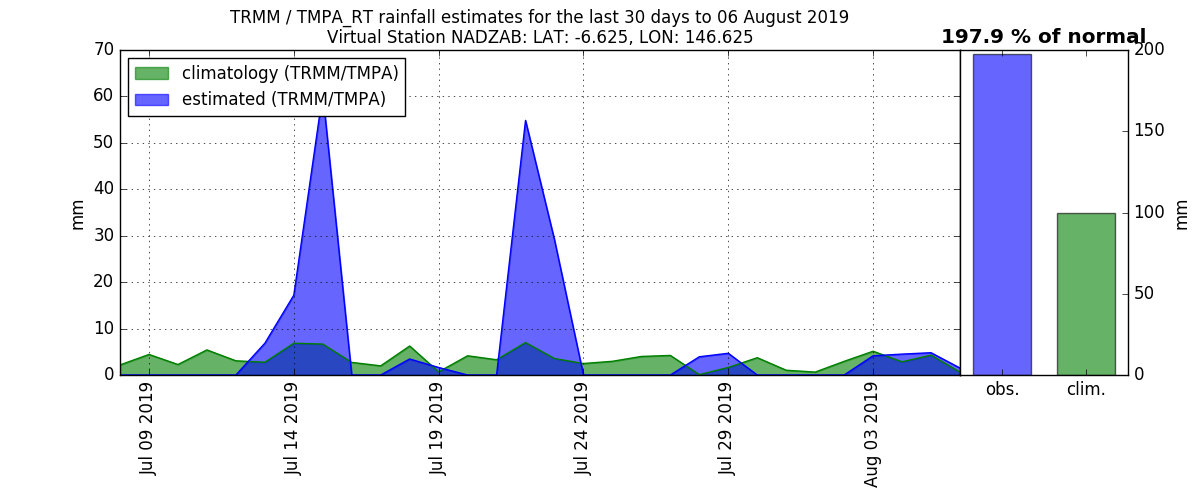 TRMM / TMPA_RT rainfall estimates for the last 30 days to 06 August 2019
Virtual Station NADZAB: LAT: -6.625, LON: 146.625
197.9 % of normal
climatology (TRMM/TMPA)
estimated (TRMM/TMPA)
70
60
50
40
30
20
10
0
mm
Jul 09 2019
Jul 14 2019
Jul 19 2019
Jul 24 2019
Jul 29 2019
Aug 03 2019
200
150
100
50
0
mm
obs.
clim.